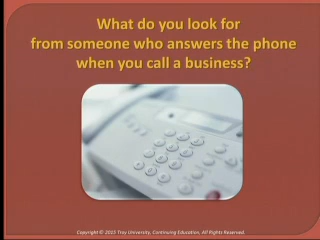 What do you look for
from someone who answers the phone
when you call a business?
Copyright © 2015 Troy University, Continuing Education, All Rights Reserved.